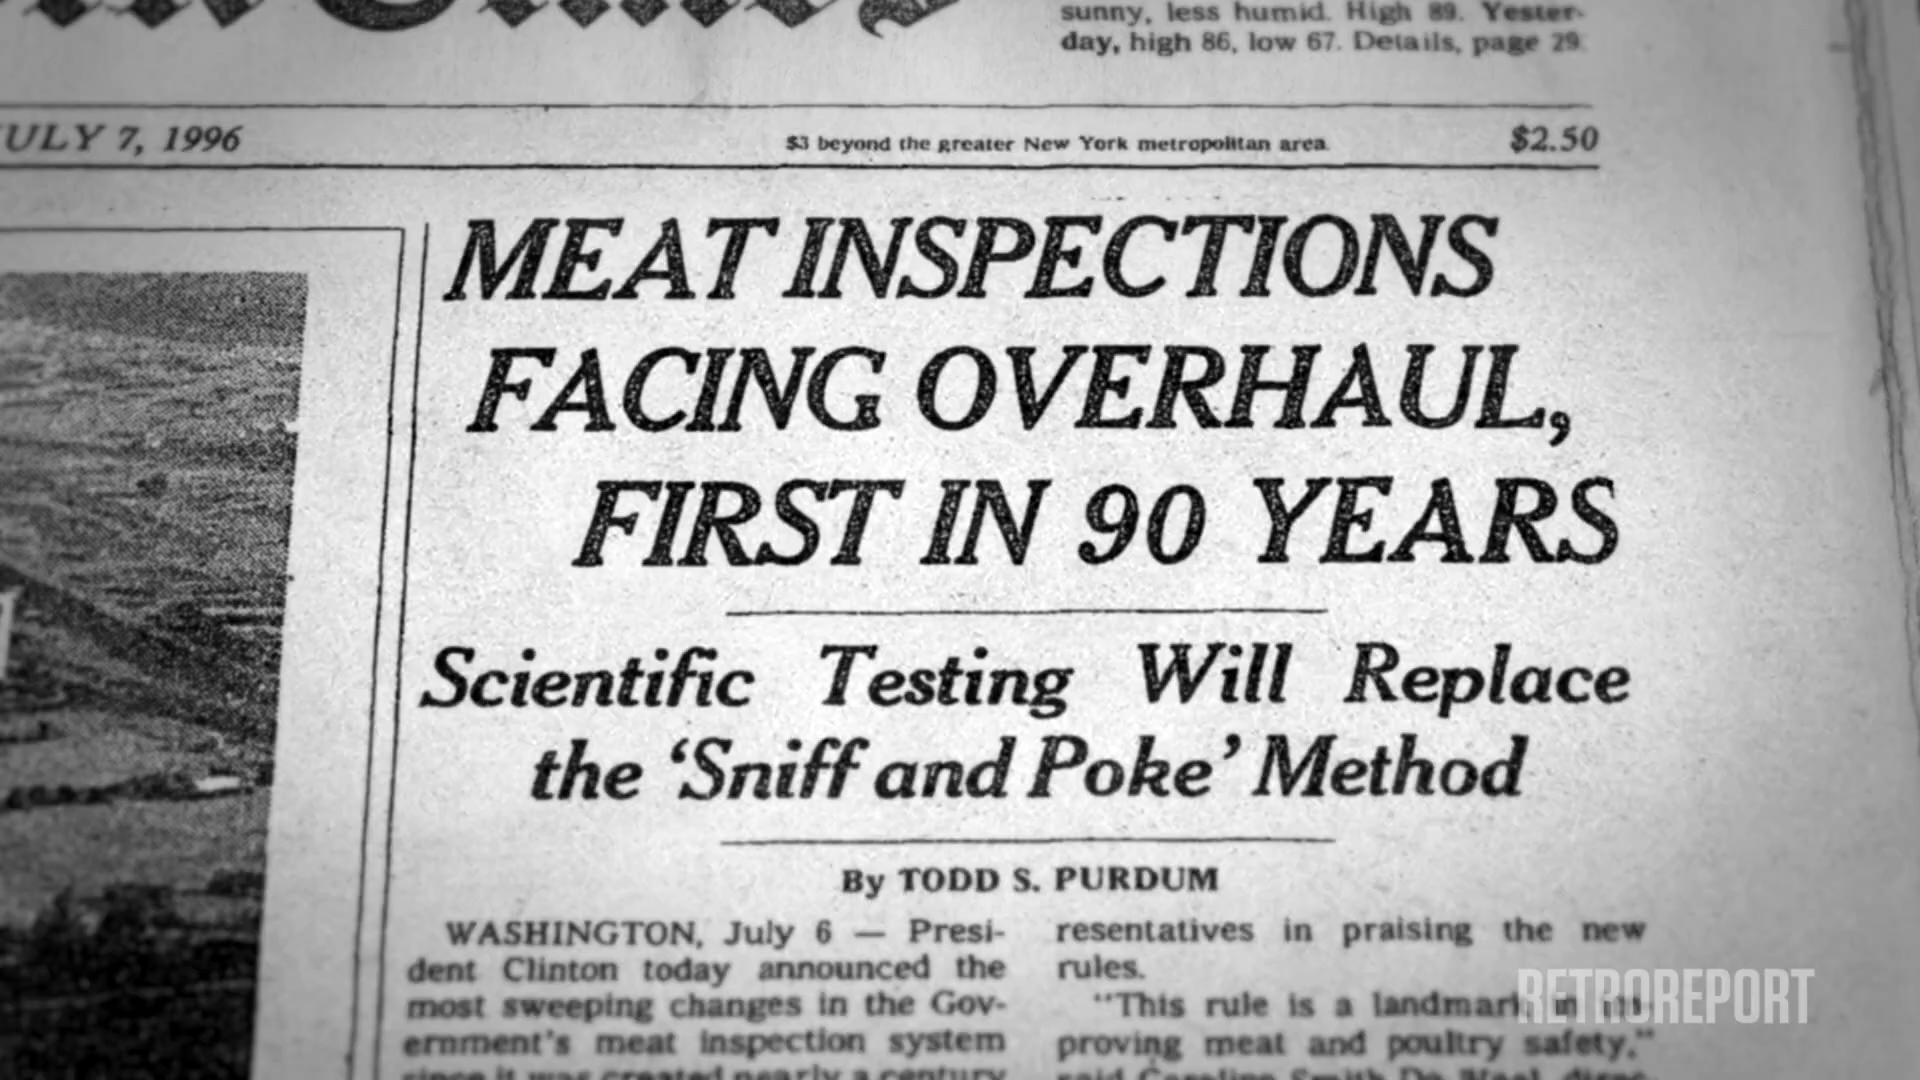 sunny, less humid. High 89. Yester-
day, high 86, low 67. Details, page 29.
JULY 7, 1996
$3 beyond the greater New York metropolitan area.
$2.50
MEAT INSPECTIONS
FACING OVERHAUL,
FIRST IN 90 YEARS
Scientific Testing Will Replace
the ‘Sniff and Poke’ Method
By TODD S. PURDUM
WASHINGTON, July 6 — Presi-
dent Clinton today announced the
most sweeping changes in the Gov-
ernment's meat inspection system
since it was created nearly a century
resentatives in praising the new
rules.
"This rule is a landmark in im-
proving meat and poultry safety,"
said Caroline Smith De Waal, direc-
RETROREPORT